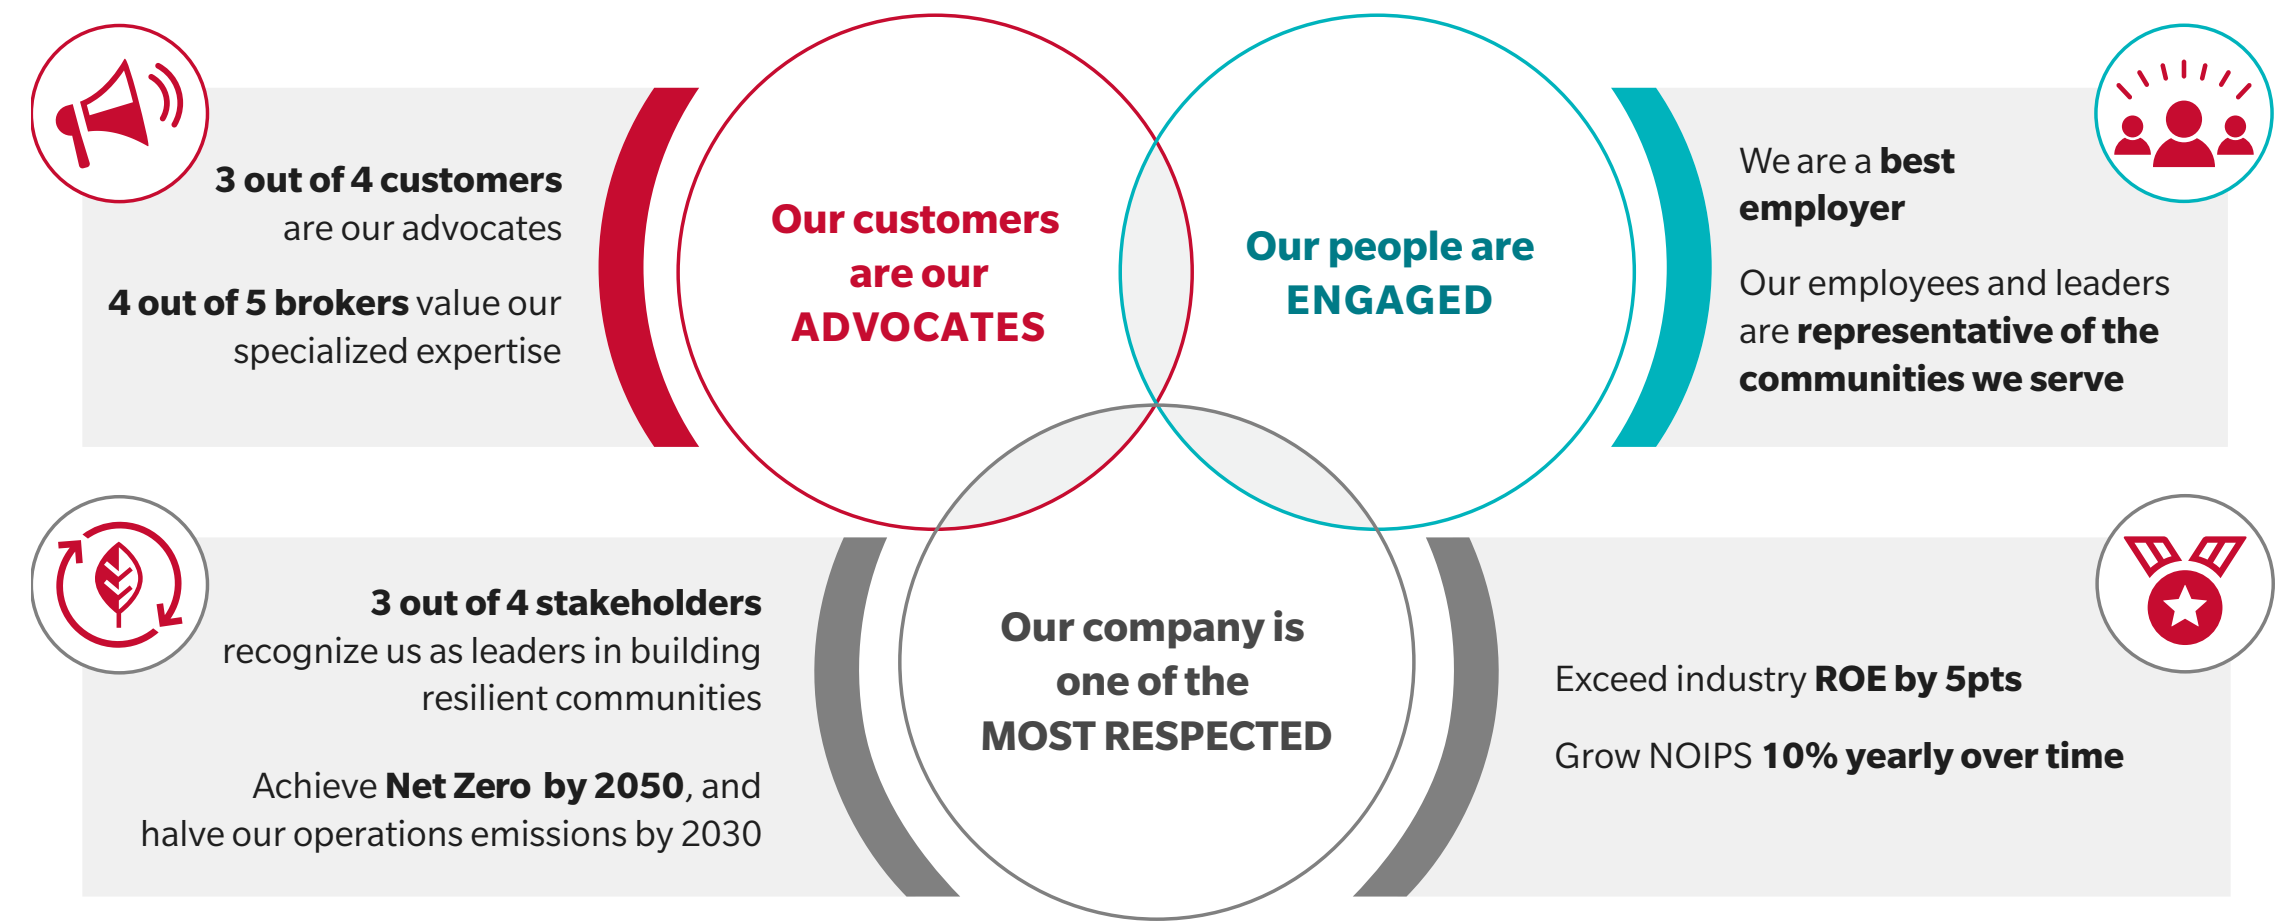 3 out of 4 customers
are our advocates
4 out of 5 brokers value our
specialized expertise
Our customers
are our
ADVOCATES
Our people are
ENGAGED
We are a best
employer
Our employees and leaders
are representative of the
communities we serve
3 out of 4 stakeholders
recognize us as leaders in building
resilient communities
Achieve Net Zero by 2050, and
halve our operations emissions by 2030
Our company is
one of the
MOST RESPECTED
Exceed industry ROE by 5pts
Grow NOIPS 10% yearly over time